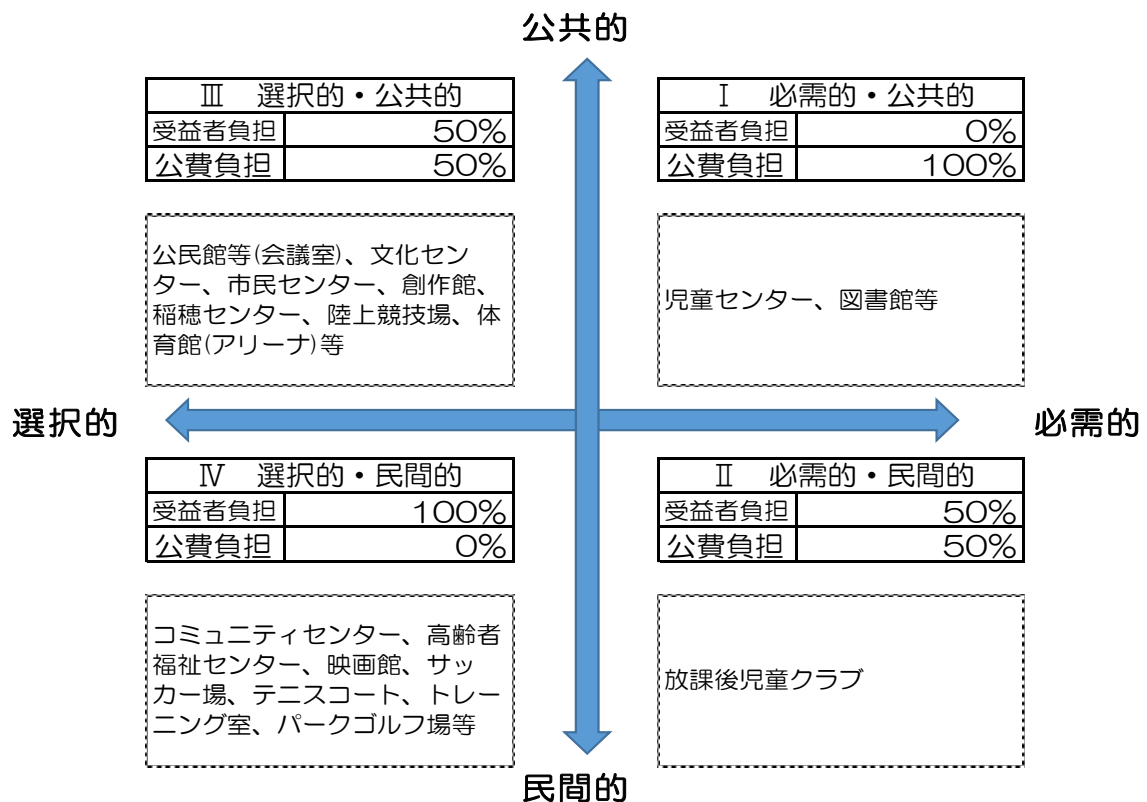 公共的
Ⅲ 選択的・公共的
受益者負担 50%
公費負担 50%
Ⅰ 必需的・公共的
受益者負担 0%
公費負担 100%
公民館等(会議室)、文化セン
ター、市民センター、創作館、
稲穂センター、陸上競技場、体
育館(アリーナ)等
児童センター、図書館等
選択的
必需的
Ⅳ 選択的・民間的
受益者負担 100%
公費負担 0%
Ⅱ 必需的・民間的
受益者負担 50%
公費負担 50%
コミュニティセンター、高齢者
福祉センター、映画館、サッ
カー場、テニスコート、トレー
ニング室、パークゴルフ場等
放課後児童クラブ
民間的